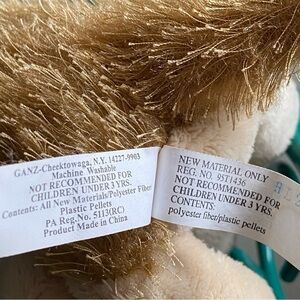 GANZ-Cheektowaga, N.Y. 14227-9903
Machine Washable
NOT RECOMMENDED FOR
CHILDREN UNDER 3 YRS.
Contents: All New Materials/Polyester Fiber
Plastic Pellets
PA Reg.No. 5113(RC)
Product Made in China
NEW MATERIAL ONLY
REG. NO. 95T1436
NOT RECOMMENDED FOR
CHILDREN UNDER 3 YRS.
CONTENTS:
polyester fiber/plastic pellets